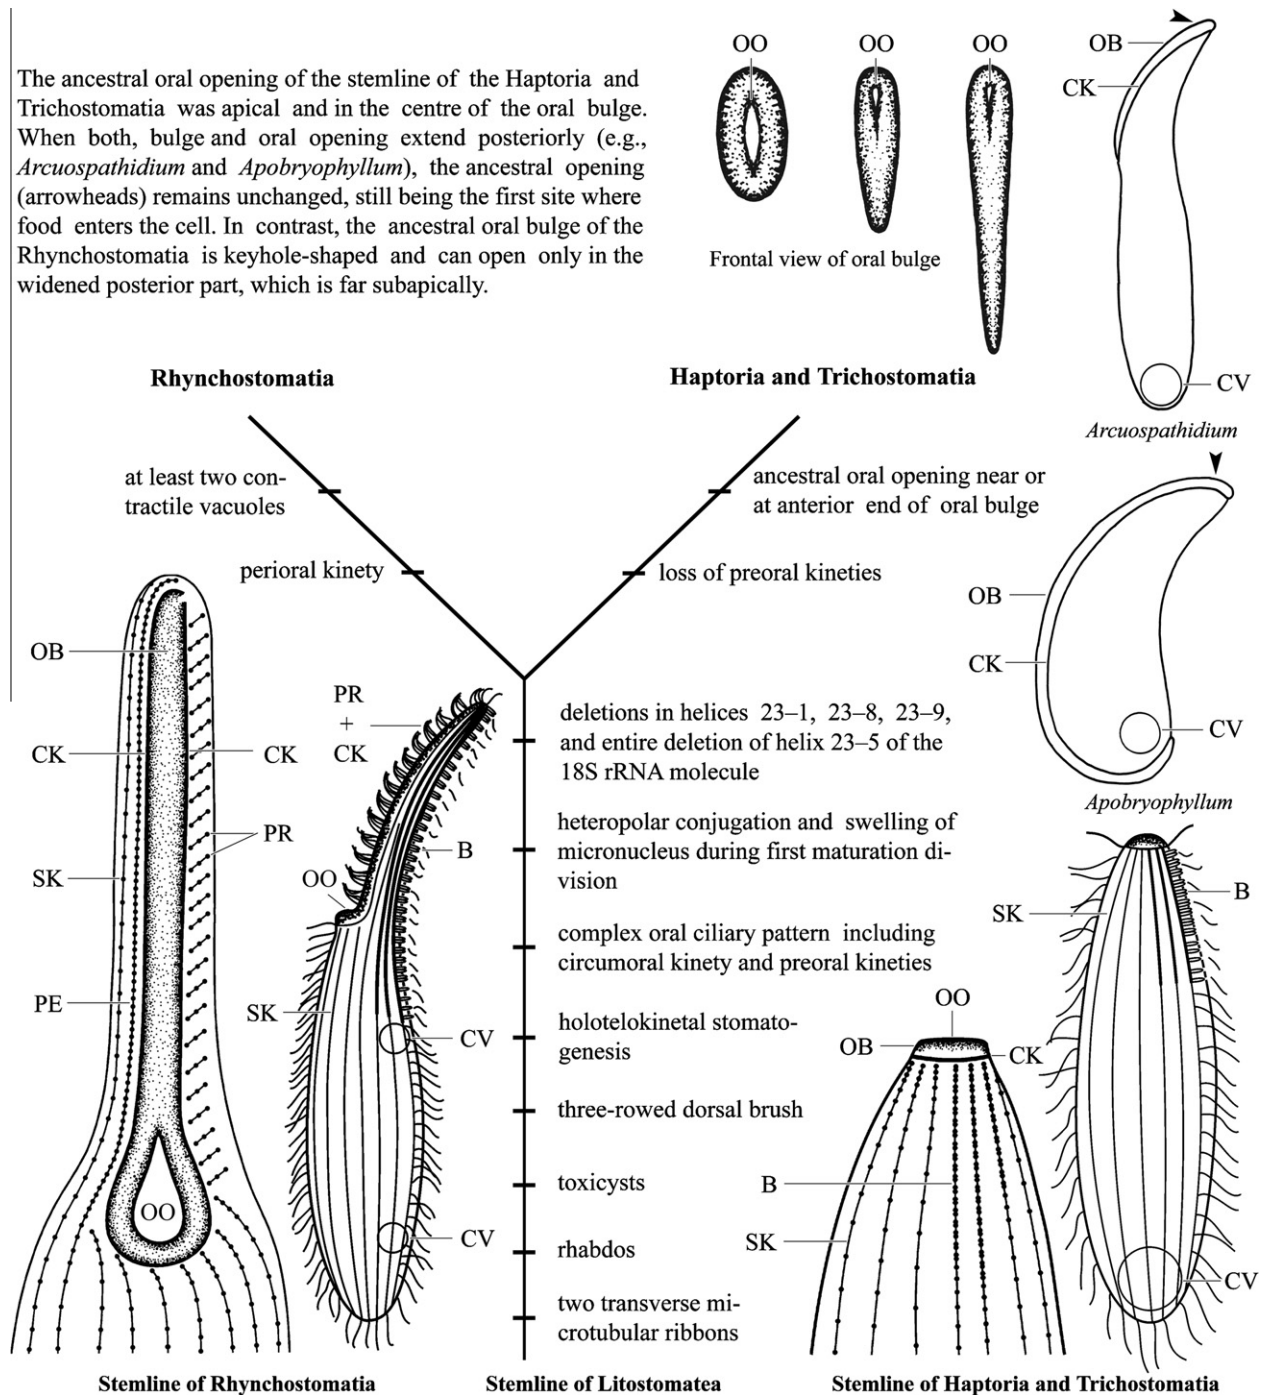 The ancestral oral opening of the stemline of the Haptoria and
Trichostomatia was apical and in the centre of the oral bulge.
When both, bulge and oral opening extend posteriorly (e.g.,
Arcuospathidium and Apobryophyllum), the ancestral opening
(arrowheads) remains unchanged, still being the first site where
food enters the cell. In contrast, the ancestral oral bulge of the
Rhynchostomatia is keyhole-shaped and can open only in the
widened posterior part, which is far subapically.
OO
OO
OO
Frontal view of oral bulge
OB
CK
CV
Arcuospathidium
Rhynchostomatia
Haptoria and Trichostomatia
at least two con-
tractile vacuoles
perioral kinety
ancestral oral opening near or
at anterior end of oral bulge
loss of preoral kineties
OB
CK
CV
Apobryophyllum
OB
CK
CK
PR
SK
PE
OO
PR
+
CK
B
OO
SK
CV
CV
deletions in helices 23–1, 23–8, 23–9,
and entire deletion of helix 23–5 of the
18S rRNA molecule
heteropolar conjugation and swelling of
micronucleus during first maturation di-
vision
complex oral ciliary pattern including
circumoral kinety and preoral kineties
holotelokinetal stomato-
genesis
three-rowed dorsal brush
toxicysts
rhabdos
two transverse mi-
crotubular ribbons
OO
OB
CK
B
SK
SK
B
CV
Stemline of Rhynchostomatia
Stemline of Litostomatea
Stemline of Haptoria and Trichostomatia